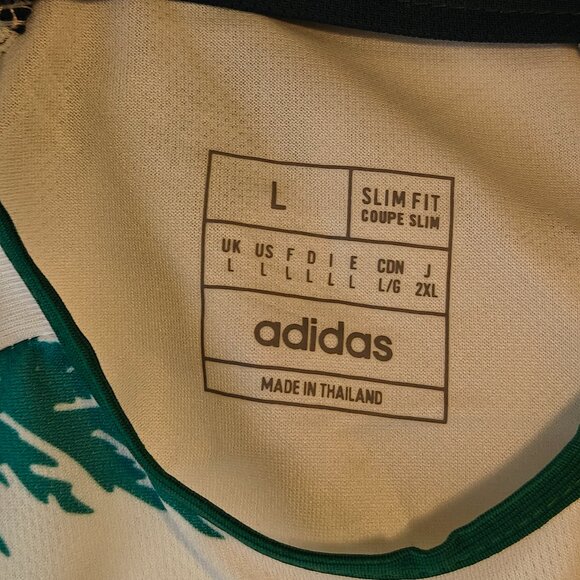 L
SLIM FIT
COUPE SLIM
UK US F D I E CDN J
L L L L L L L/G 2XL
adidas
MADE IN THAILAND